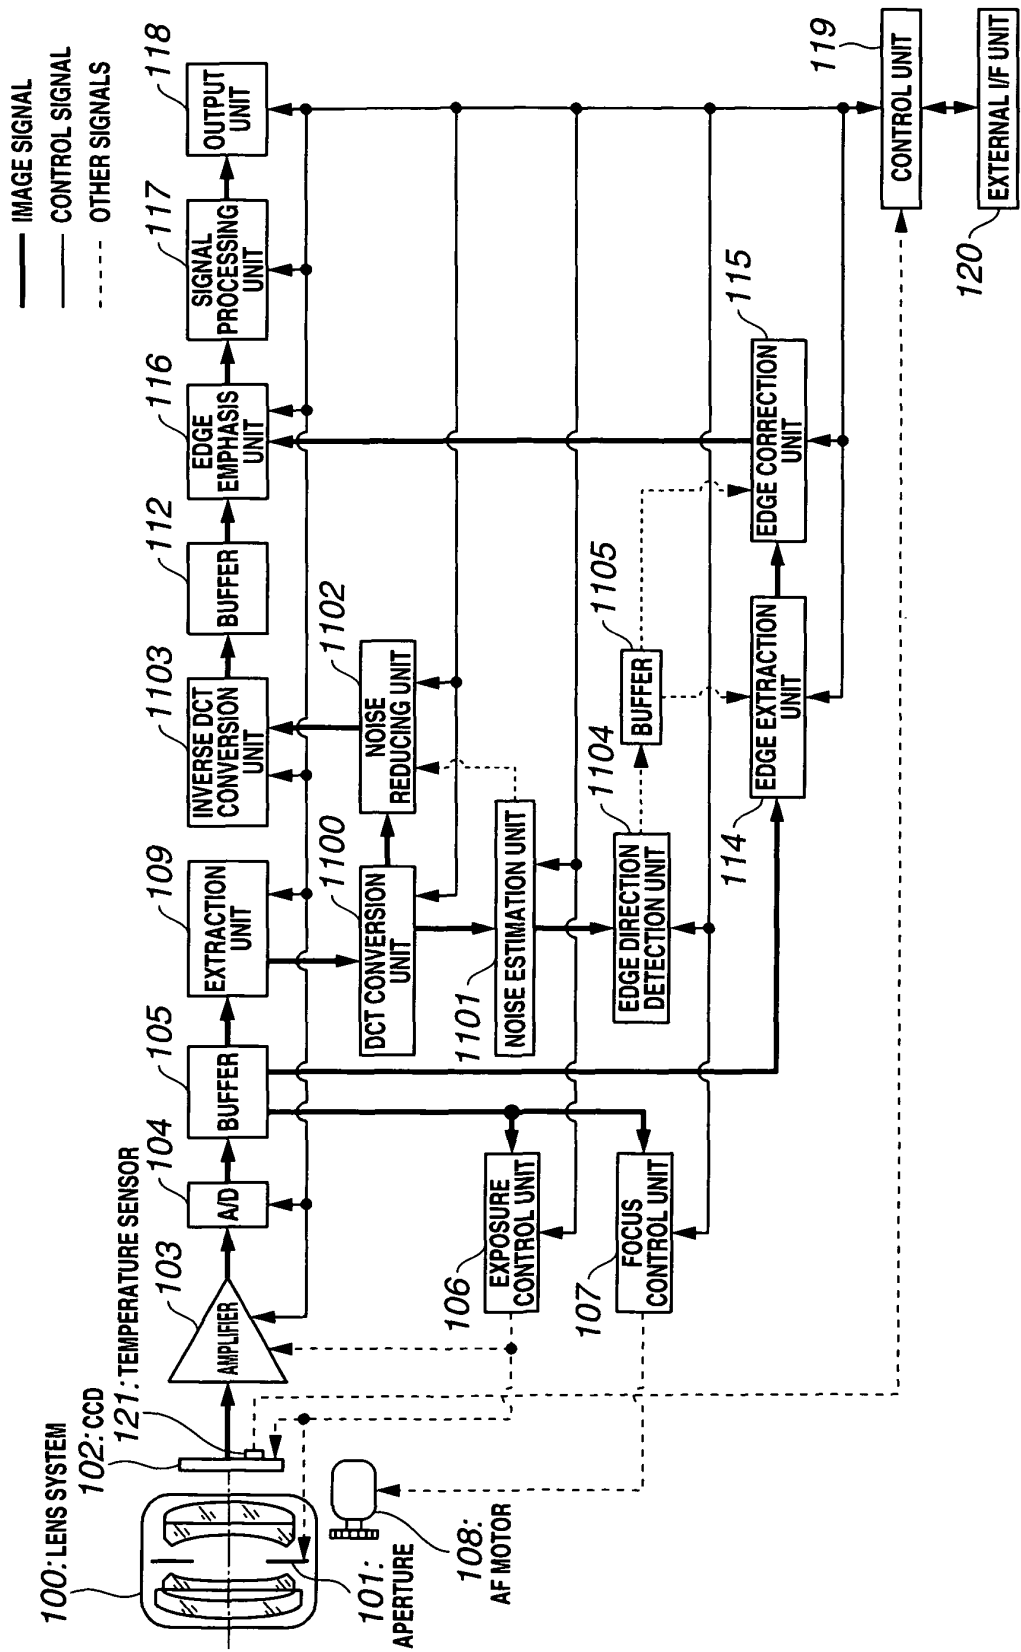 IMAGE SIGNAL
CONTROL SIGNAL
OTHER SIGNALS
100: LENS SYSTEM
102: CCD
121: TEMPERATURE SENSOR
101:
APERTURE
108:
AF MOTOR
103
AMPLIFIER
104
A/D
105
BUFFER
109
EXTRACTION
UNIT
1103
INVERSE DCT
CONVERSION
UNIT
112
BUFFER
116
EDGE
EMPHASIS
UNIT
117
SIGNAL
PROCESSING
UNIT
118
OUTPUT
UNIT
1100
DCT CONVERSION
UNIT
1102
NOISE
REDUCING UNIT
106
EXPOSURE
CONTROL UNIT
1101
NOISE ESTIMATION UNIT
107
FOCUS
CONTROL UNIT
1104
EDGE DIRECTION
DETECTION UNIT
1105
BUFFER
114
EDGE EXTRACTION
UNIT
115
EDGE CORRECTION
UNIT
119
CONTROL UNIT
120
EXTERNAL I/F UNIT